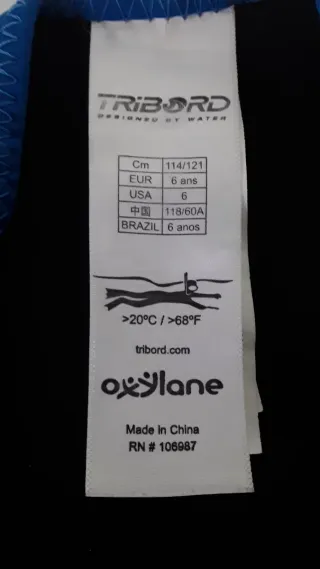 TRIBORD
DESIGNED BY WATER
Cm 114/121
EUR 6 ans
USA 6
中国 118/60A
BRAZIL 6 anos
>20ºC / >68ºF
tribord.com
oxylane
Made in China
RN # 106987